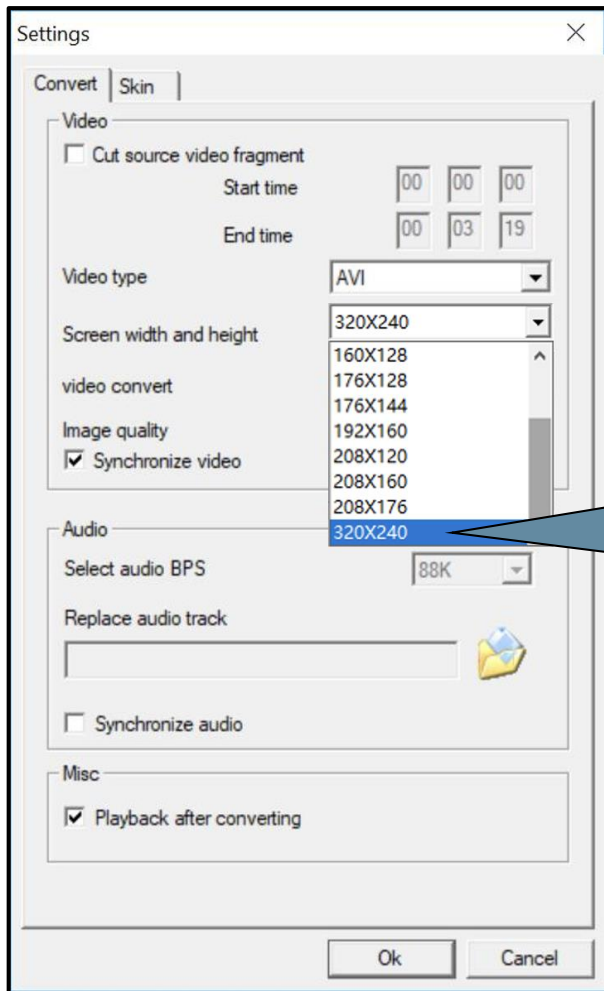 Settings
Convert Skin
Video
Cut source video fragment
Start time 00 00 00
End time 00 03 19
Video type AVI
Screen width and height 320X240
160X128
176X128
176X144
192X160
208X120
208X160
208X176
320X240
video convert
Image quality
Synchronize video
Audio
Select audio BPS 88K
Replace audio track
Synchronize audio
Misc
Playback after converting
Ok Cancel